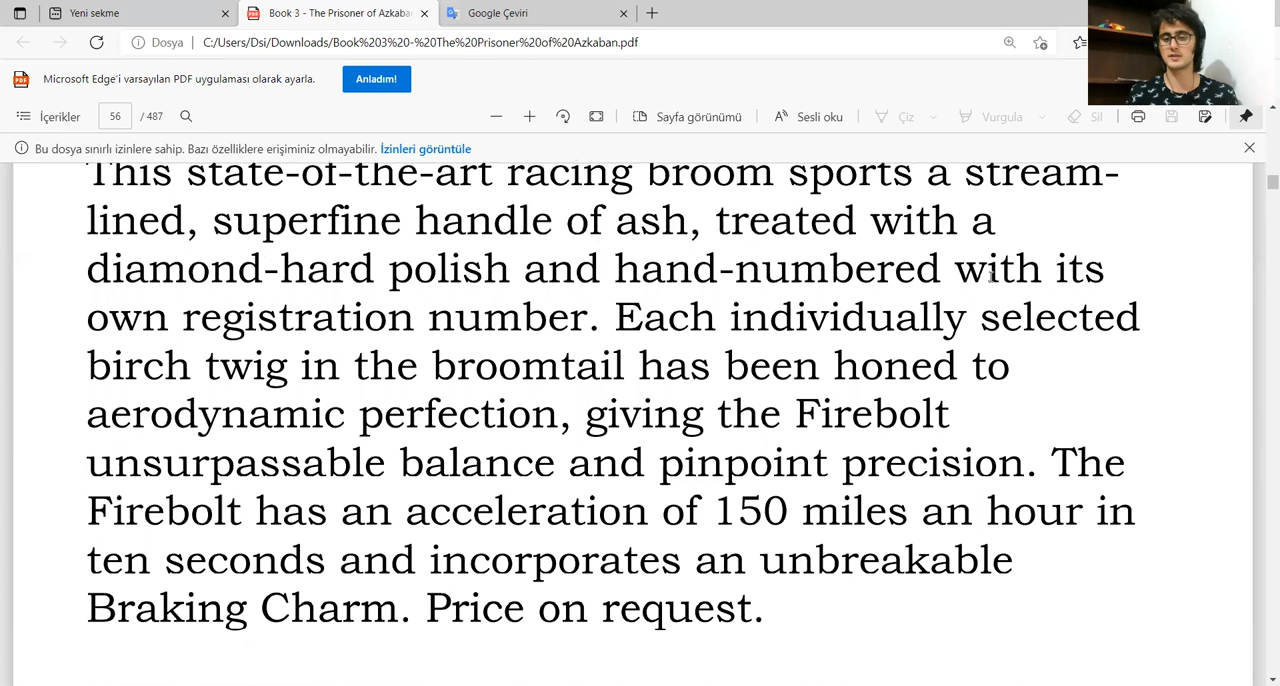 Yeni sekme
Book 3 - The Prisoner of Azkaba
Google Çeviri
Dosya
C:/Users/Dsi/Downloads/Book%203%20-%20The%20Prisoner%20of%20Azkaban.pdf
Microsoft Edge'i varsayılan PDF uygulaması olarak ayarla.
Anladım!
İçerikler
56 / 487
Sayfa görünümü
Sesli oku
Çiz
Vurgula
Sil
Bu dosya sınırlı izinlere sahip. Bazı özelliklere erişiminiz olmayabilir. İzinleri görüntüle
This state-of-the-art racing broom sports a stream-
lined, superfine handle of ash, treated with a
diamond-hard polish and hand-numbered with its
own registration number. Each individually selected
birch twig in the broomtail has been honed to
aerodynamic perfection, giving the Firebolt
unsurpassable balance and pinpoint precision. The
Firebolt has an acceleration of 150 miles an hour in
ten seconds and incorporates an unbreakable
Braking Charm. Price on request.